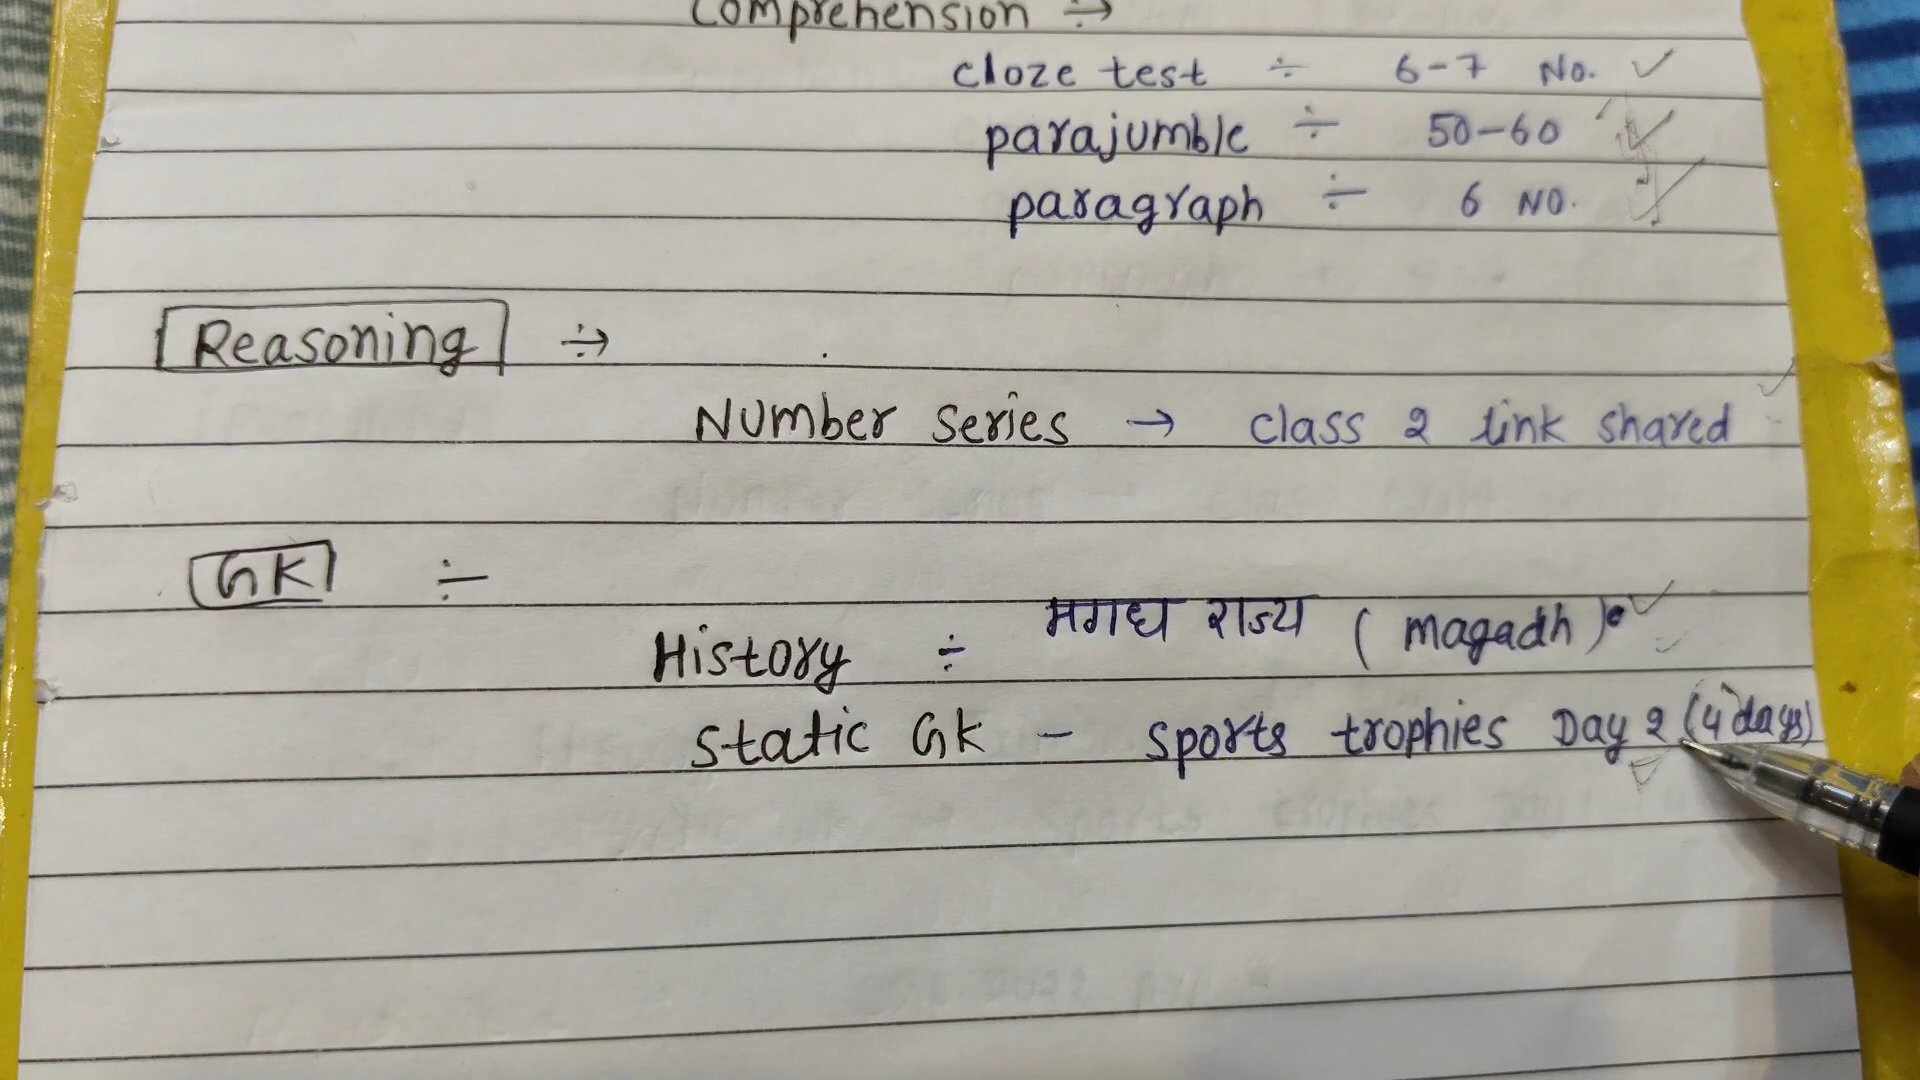 Comprehension ÷→
cloze test ÷ 6-7 No. ✓
parajumble ÷ 50-60 ✓
paragraph ÷ 6 NO. ✓
Reasoning ÷→
Number series → class 2 link shared
GK ÷
History ÷ मगध राज्य ( magadh ) ✓
Static GK - sports trophies Day 2 (4 days)